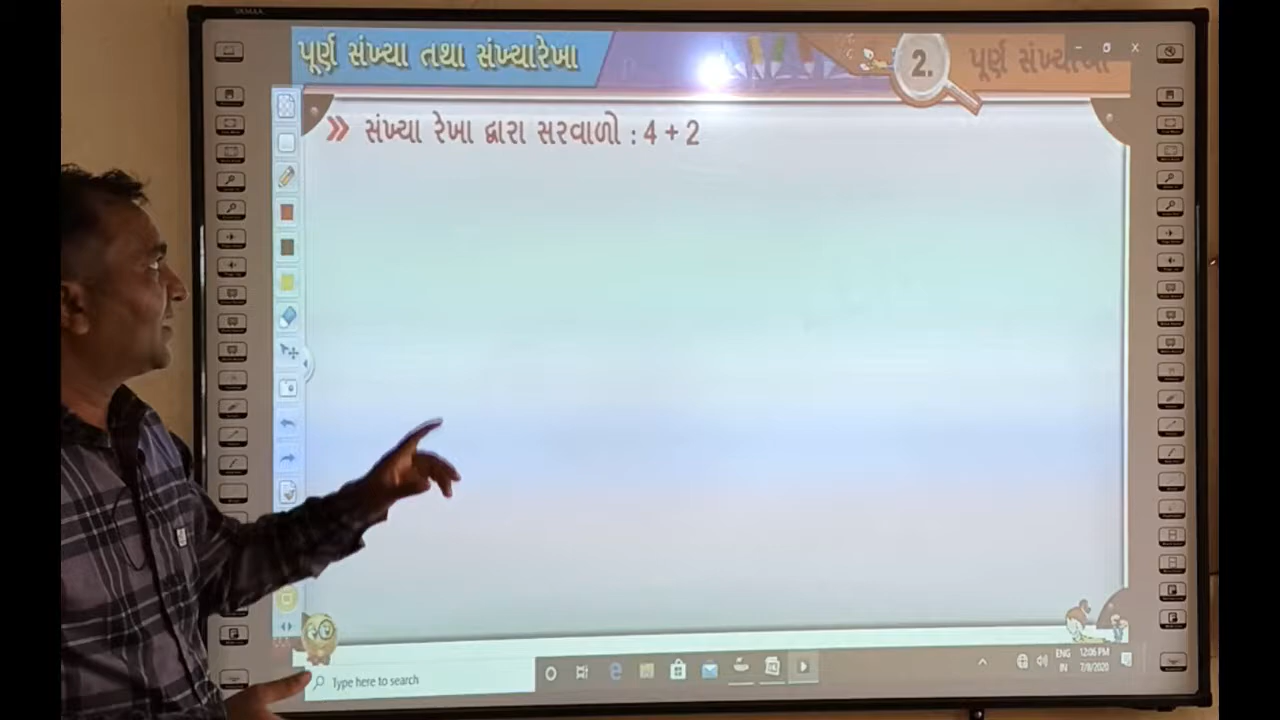 પૂર્ણ સંખ્યા તથા સંખ્યારેખા
2.
પૂર્ણ સંખ્યાઓ
સંખ્યા રેખા દ્વારા સરવાળો : 4 + 2
Type here to search
ENG
IN
12:06 PM
7/8/2020